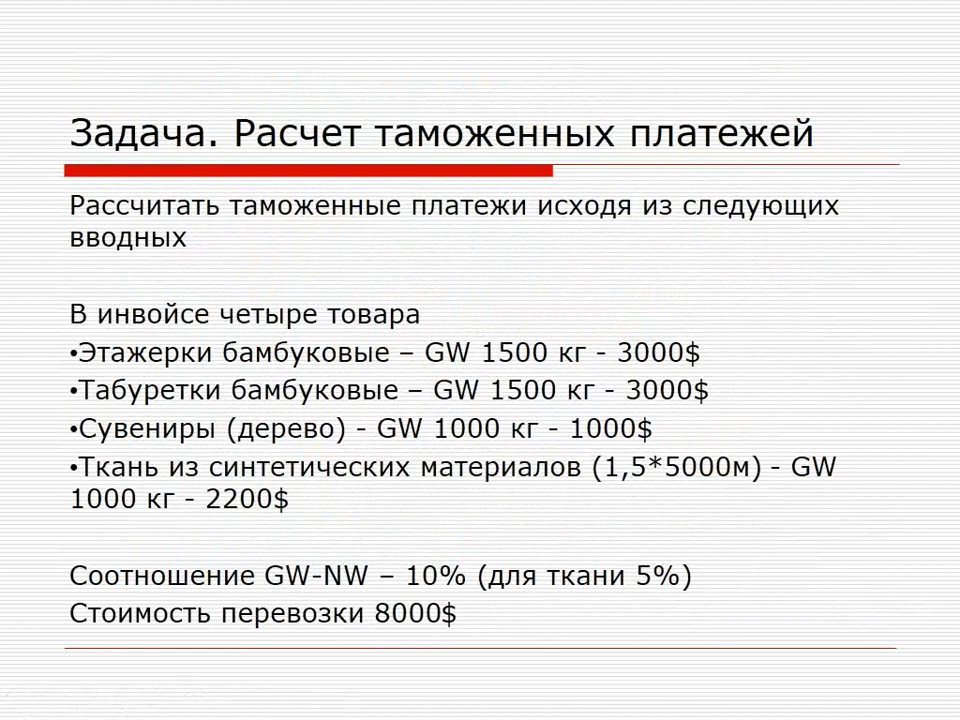 Задача. Расчет таможенных платежей
Рассчитать таможенные платежи исходя из следующих
вводных
В инвойсе четыре товара
•Этажерки бамбуковые – GW 1500 кг - 3000$
•Табуретки бамбуковые – GW 1500 кг - 3000$
•Сувениры (дерево) - GW 1000 кг - 1000$
•Ткань из синтетических материалов (1,5*5000м) - GW
1000 кг - 2200$
Соотношение GW-NW – 10% (для ткани 5%)
Стоимость перевозки 8000$